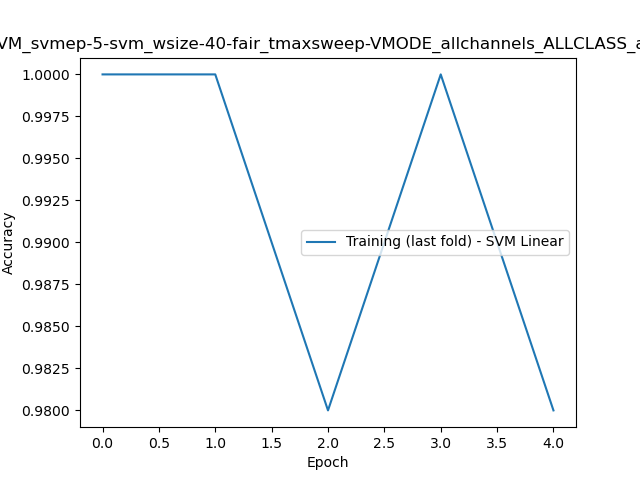 VM_svmep-5-svm_wsize-40-fair_tmaxsweep-VMODE_allchannels_ALLCLASS_a
1.0000
0.9975
0.9950
0.9925
0.9900
0.9875
0.9850
0.9825
0.9800
Accuracy
Training (last fold) - SVM Linear
0.0 0.5 1.0 1.5 2.0 2.5 3.0 3.5 4.0
Epoch